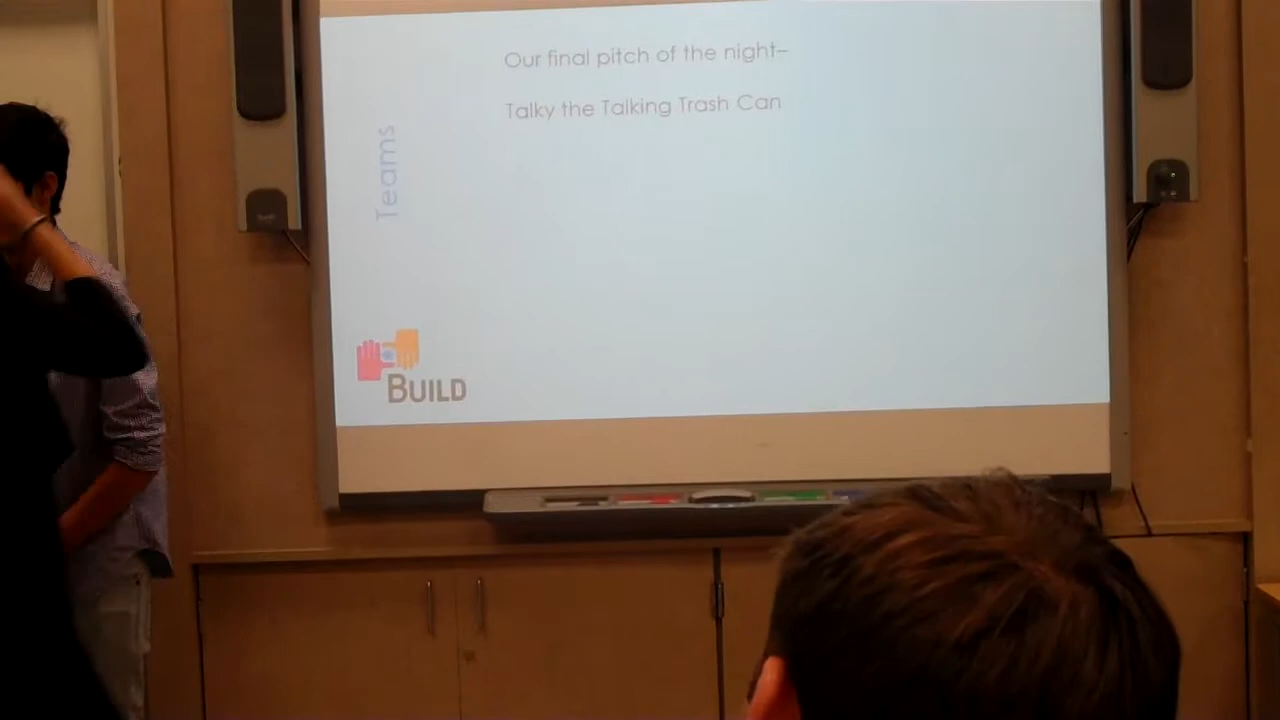 Our final pitch of the night–
Talky the Talking Trash Can
Teams
BUILD